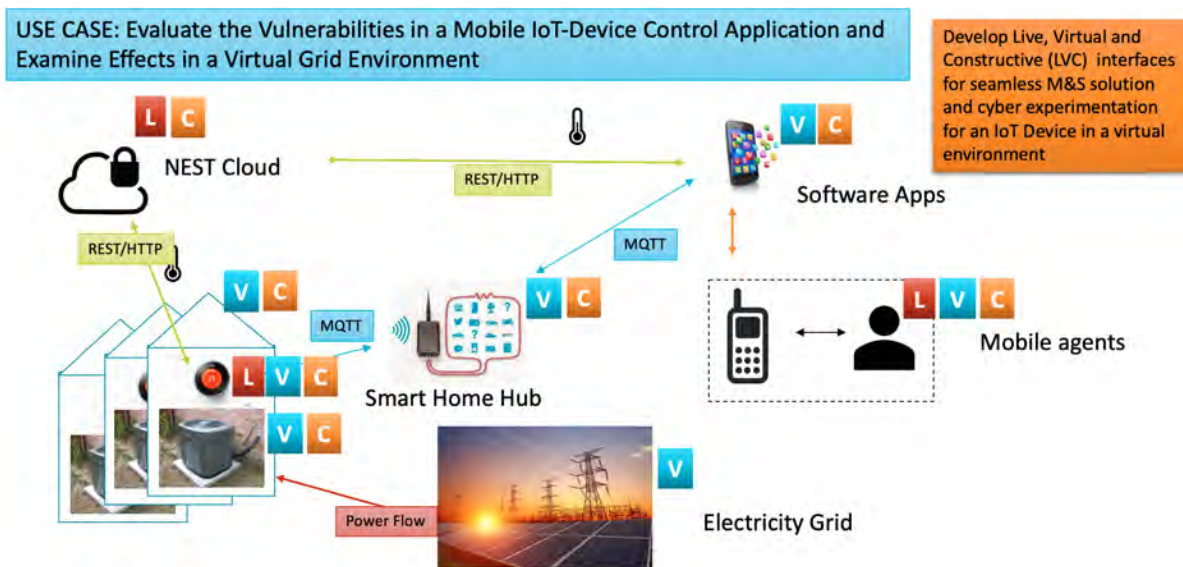 USE CASE: Evaluate the Vulnerabilities in a Mobile IoT-Device Control Application and
Examine Effects in a Virtual Grid Environment
Develop Live, Virtual and
Constructive (LVC) interfaces
for seamless M&S solution
and cyber experimentation
for an IoT Device in a virtual
environment
L C
NEST Cloud
REST/HTTP
V C
Software Apps
REST/HTTP
MQTT
V C
MQTT
V C
L V C
Smart Home Hub
L V C
Mobile agents
V C
Power Flow
V
Electricity Grid